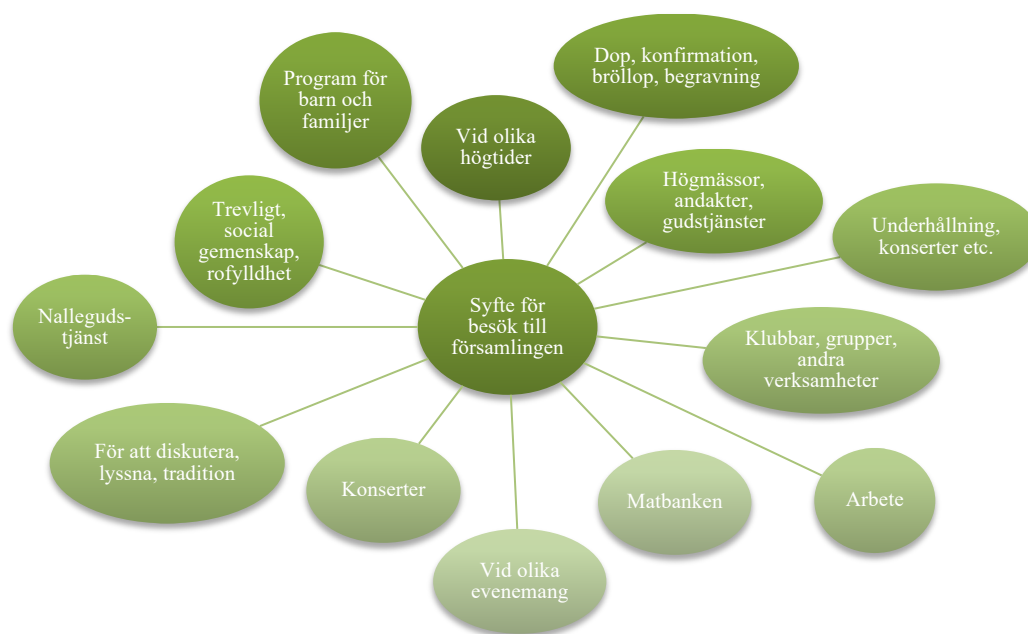 Dop, konfirmation,
bröllop, begravning
Program för
barn och
familjer
Vid olika
högtider
Högmässor,
andakter,
gudstjänster
Trevligt,
social
gemenskap,
rofylldhet
Underhållning,
konserter etc.
Syfte för
besök till
församlingen
Nalleguds-
tjänst
Klubbar, grupper,
andra
verksamheter
För att diskutera,
lyssna, tradition
Konserter
Matbanken
Arbete
Vid olika
evenemang